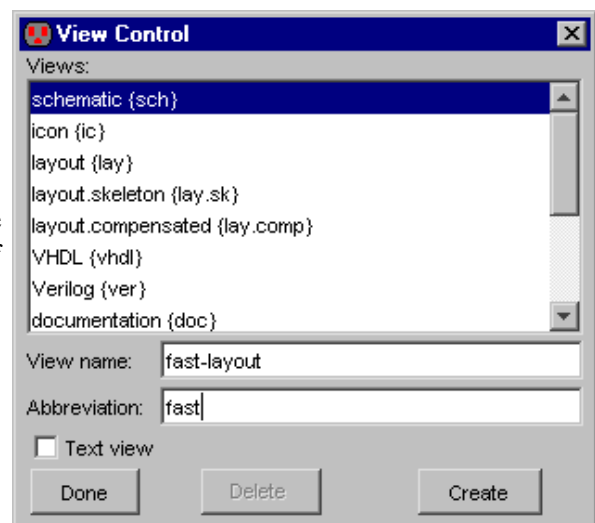 View Control
Views:
schematic {sch}
icon {ic}
layout {lay}
layout.skeleton {lay.sk}
layout.compensated {lay.comp}
VHDL {vhdl}
Verilog {ver}
documentation {doc}
View name: fast-layout
Abbreviation: fast
Text view
Done Delete Create